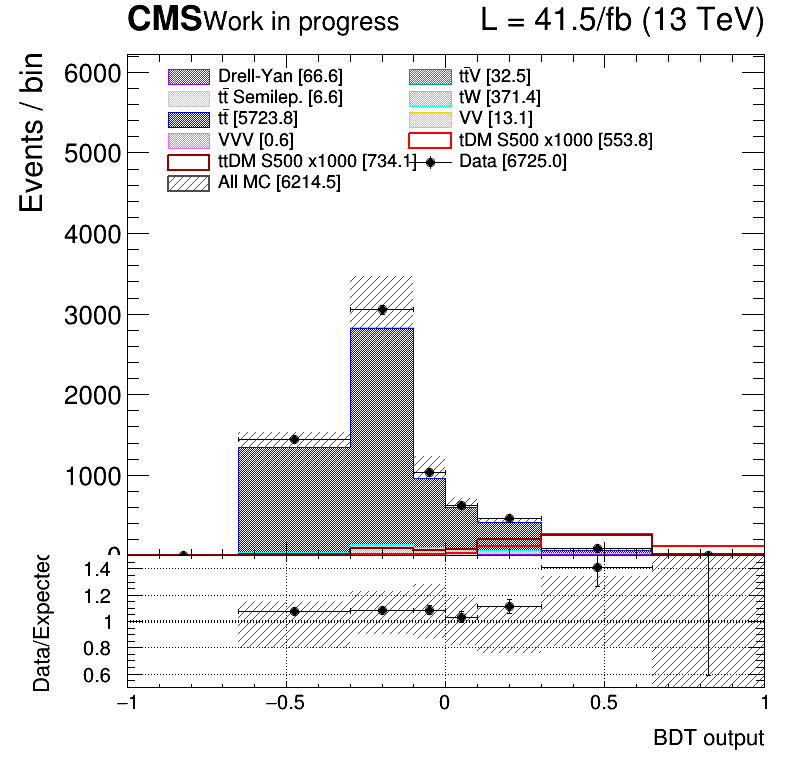 CMS Work in progress L = 41.5/fb (13 TeV)
Events / bin
6000
5000
4000
3000
2000
1000
0
Drell-Yan [66.6]
tt̄V [32.5]
tt̄ Semilep. [6.6]
tW [371.4]
tt̄ [5723.8]
VV [13.1]
VVV [0.6]
tDM S500 x1000 [553.8]
ttDM S500 x1000 [734.1]
Data [6725.0]
All MC [6214.5]
Data/Expected
1.4
1.2
1
0.8
0.6
−1 −0.5 0 0.5 1
BDT output